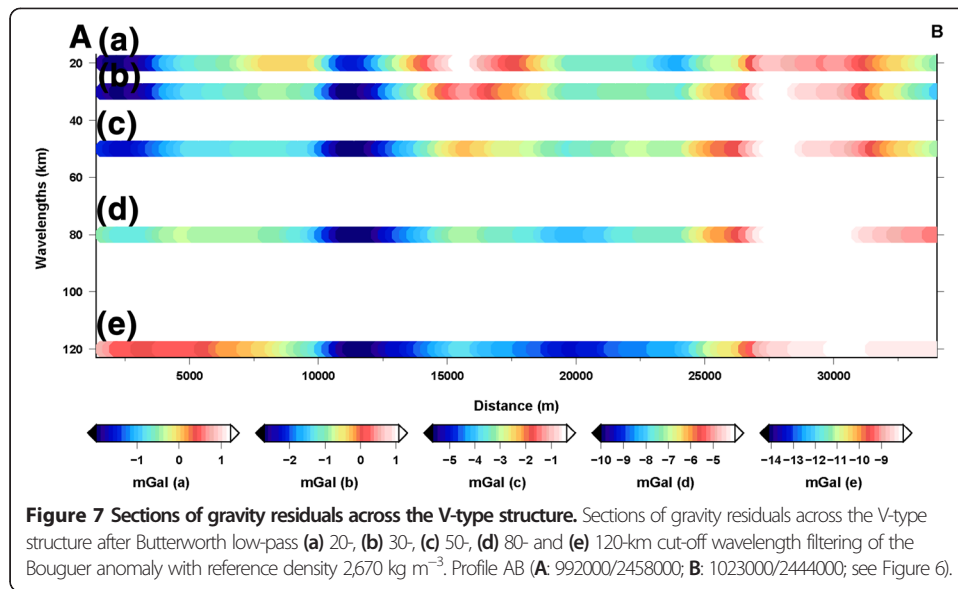 A (a) B
20
(b)
40
(c)
60
(d)
80
100
(e)
120
Wavelengths (km)
5000 10000 15000 20000 25000 30000
Distance (m)
−1 0 1
mGal (a)
−2 −1 0 1
mGal (b)
−5 −4 −3 −2 −1
mGal (c)
−10 −9 −8 −7 −6 −5
mGal (d)
−14 −13 −12 −11 −10 −9
mGal (e)
Figure 7 Sections of gravity residuals across the V-type structure. Sections of gravity residuals across the V-type
structure after Butterworth low-pass (a) 20-, (b) 30-, (c) 50-, (d) 80- and (e) 120-km cut-off wavelength filtering of the
Bouguer anomaly with reference density 2,670 kg m⁻³. Profile AB (A: 992000/2458000; B: 1023000/2444000; see Figure 6).